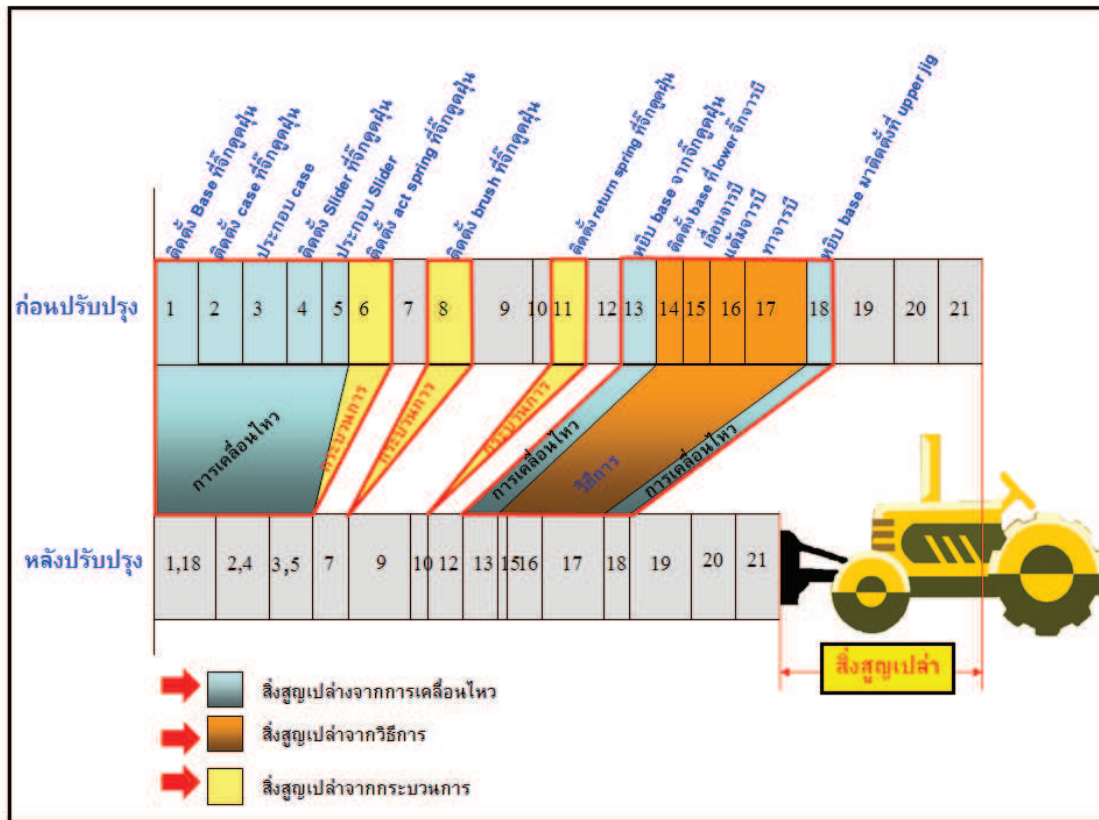 ติดตั้ง Base ที่จิ๊กดูดฝุ่น
ติดตั้ง case ที่จิ๊กดูดฝุ่น
ประกอบ case
ติดตั้ง Slider ที่จิ๊กดูดฝุ่น
ประกอบ Slider
ติดตั้ง act spring ที่จิ๊กดูดฝุ่น
ติดตั้ง brush ที่จิ๊กดูดฝุ่น
ติดตั้ง return spring ที่จิ๊กดูดฝุ่น
หยิบ base จากจิ๊กดูดฝุ่น
ติดตั้ง base ที่ lower จิ๊กจารบี
เลื่อนจารบี
แต้มจารบี
ทาจารบี
หยิบ base มาติดตั้งที่ upper jig
ก่อนปรับปรุง 1 2 3 4 5 6 7 8 9 10 11 12 13 14 15 16 17 18 19 20 21
การเคลื่อนไหว
กระบวนการ
กระบวนการ
กระบวนการ
การเคลื่อนไหว
วิธีการ
การเคลื่อนไหว
หลังปรับปรุง 1,18 2,4 3,5 7 9 10 12 13 15 16 17 18 19 20 21
สิ่งสูญเปล่า
สิ่งสูญเปล่างจากการเคลื่อนไหว
สิ่งสูญเปล่าจากวิธีการ
สิ่งสูญเปล่าจากกระบวนการ